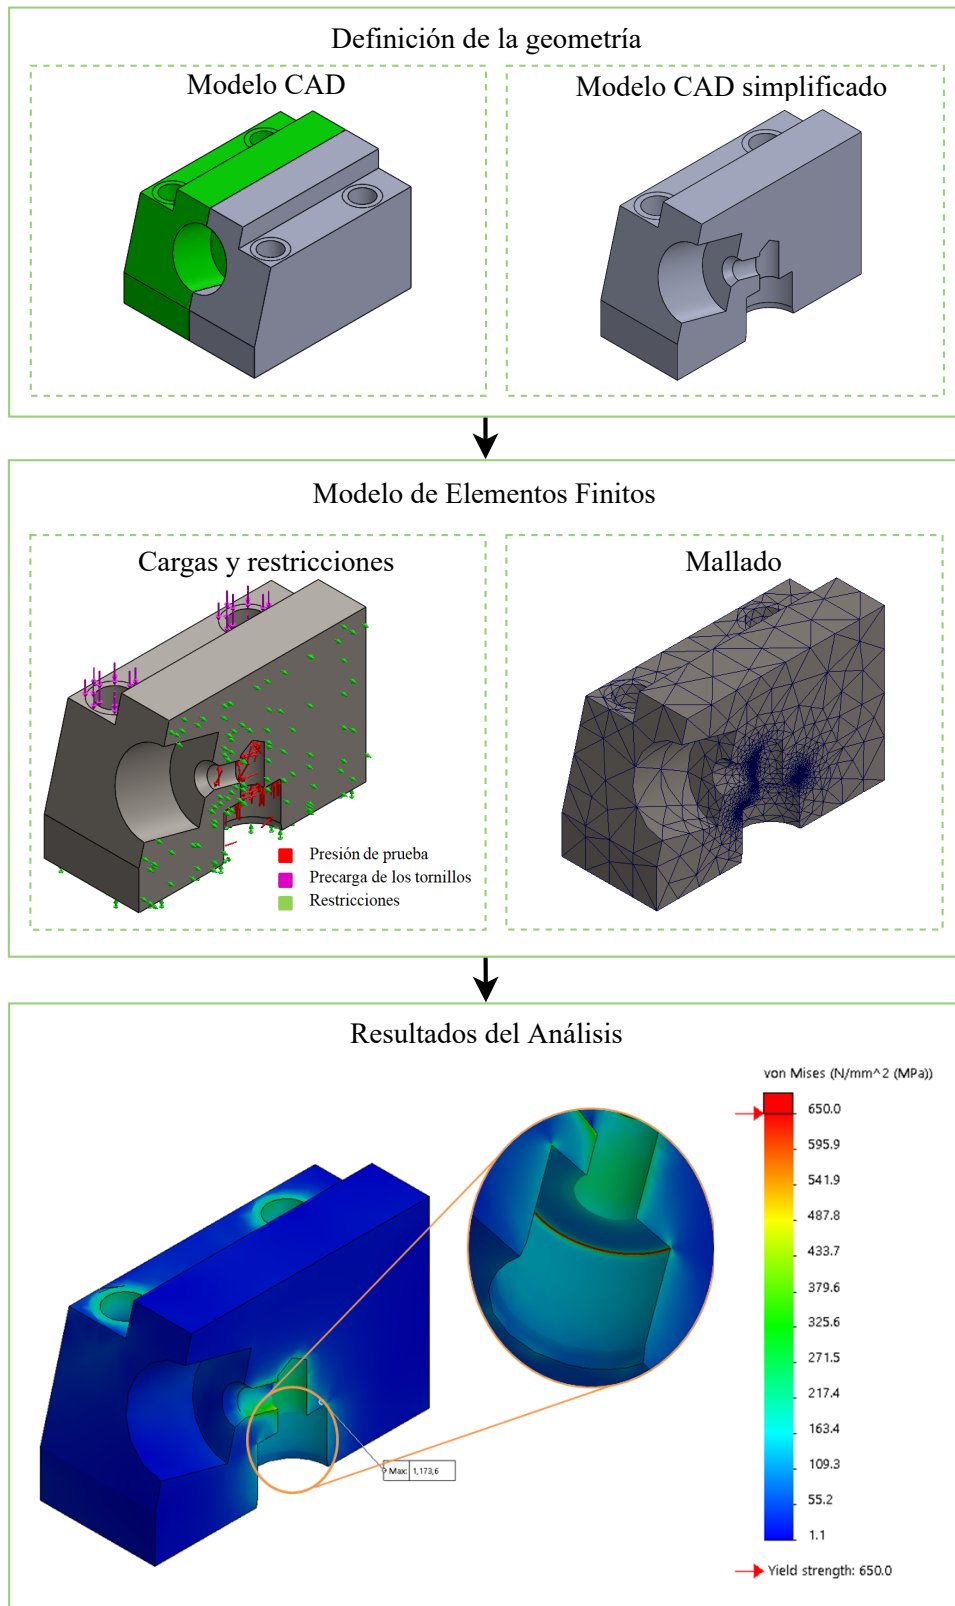 Definición de la geometría
Modelo CAD
Modelo CAD simplificado
Modelo de Elementos Finitos
Cargas y restricciones
Mallado
Presión de prueba
Precarga de los tornillos
Restricciones
Resultados del Análisis
von Mises (N/mm^2 (MPa))
650.0
595.9
541.9
487.8
433.7
379.6
325.6
271.5
217.4
163.4
109.3
55.2
1.1
Max: 1,173,6
Yield strength: 650.0